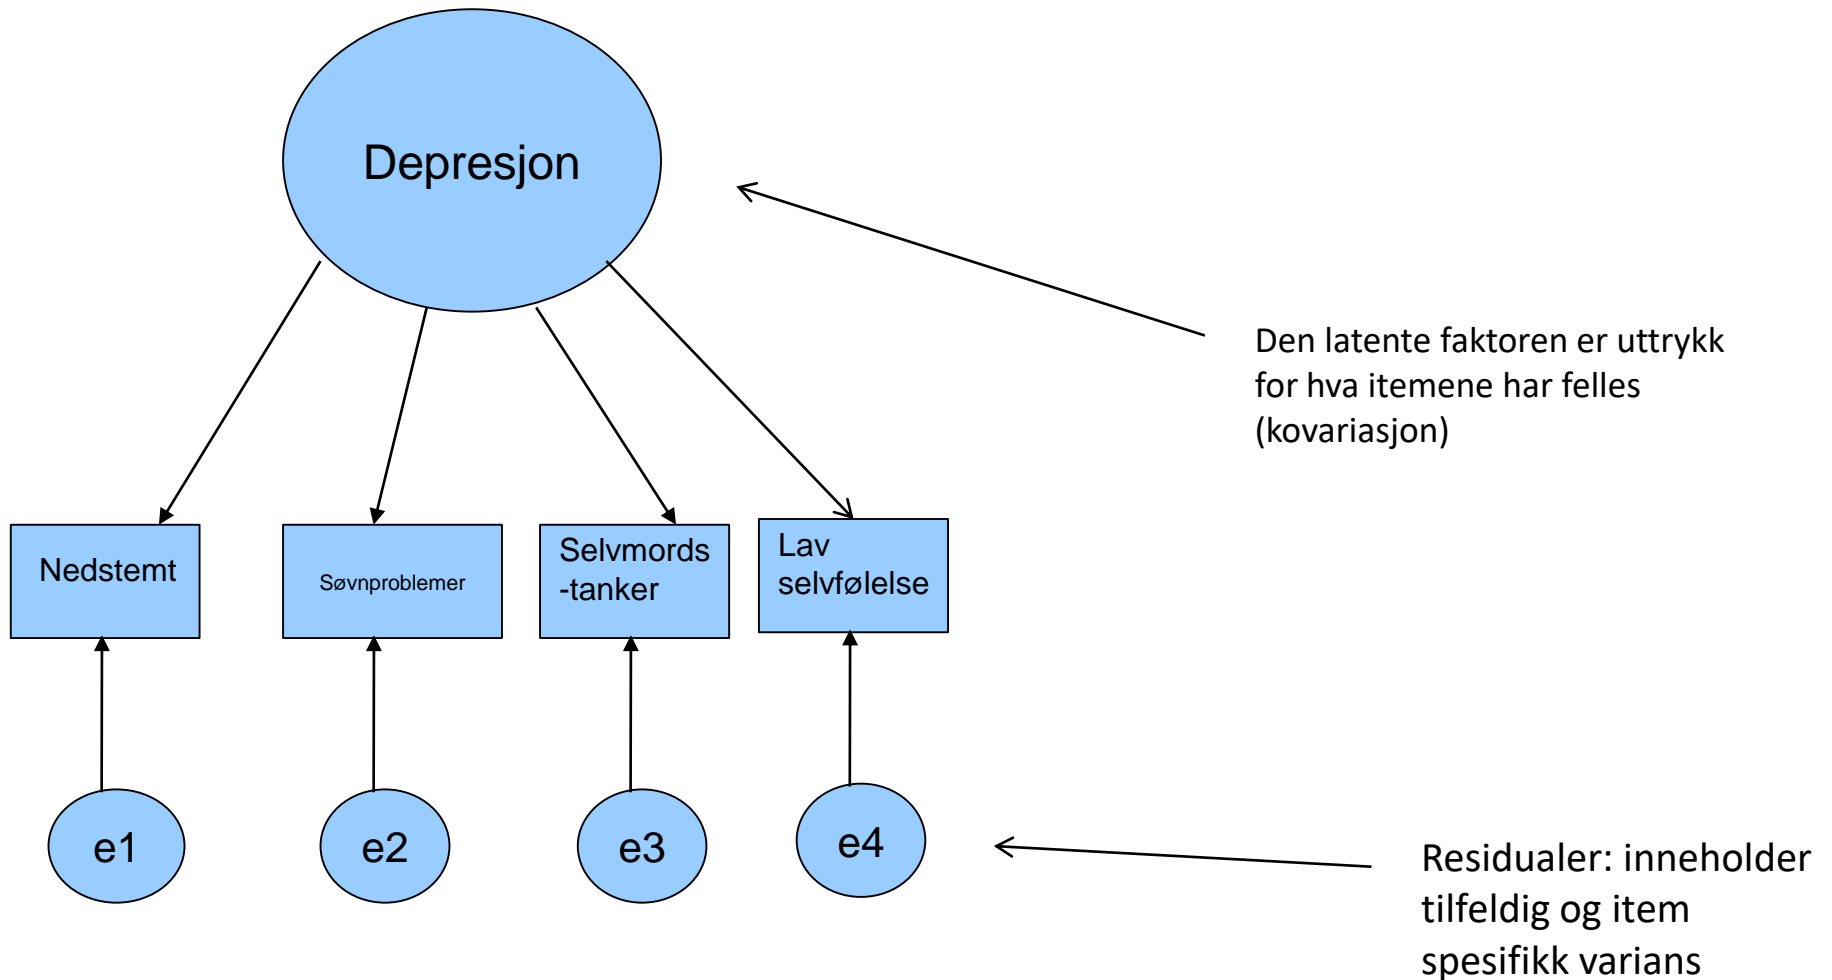 Depresjon
Den latente faktoren er uttrykk
for hva itemene har felles
(kovariasjon)
Nedstemt
Søvnproblemer
Selvmords
-tanker
Lav
selvfølelse
e1
e2
e3
e4
Residualer: inneholder
tilfeldig og item
spesifikk varians